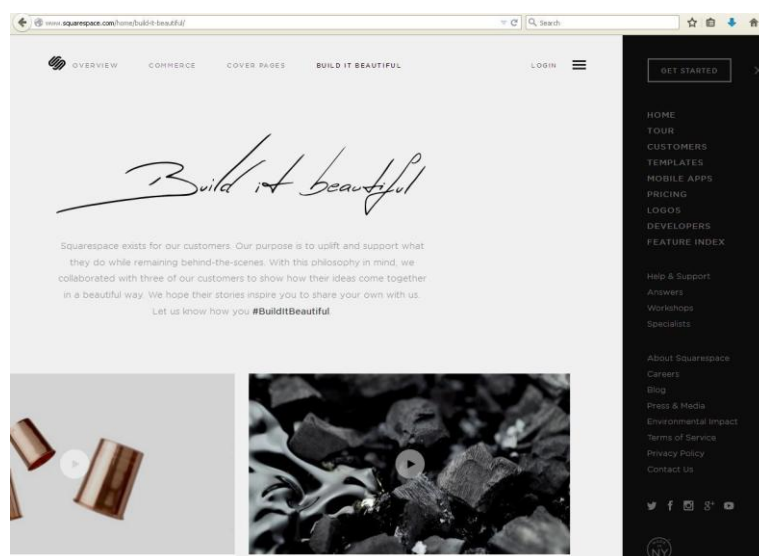 www.squarespace.com/home/build-it-beautiful/
Search
OVERVIEW COMMERCE COVER PAGES BUILD IT BEAUTIFUL LOGIN
Build it beautiful
Squarespace exists for our customers. Our purpose is to uplift and support what
they do while remaining behind-the-scenes. With this philosophy in mind, we
collaborated with three of our customers to show how their ideas come together
in a beautiful way. We hope their stories inspire you to share your own with us.
Let us know how you #BuildItBeautiful
GET STARTED
HOME
TOUR
CUSTOMERS
TEMPLATES
MOBILE APPS
PRICING
LOGOS
DEVELOPERS
FEATURE INDEX
Help & Support
Answers
Workshops
Specialists
About Squarespace
Careers
Blog
Press & Media
Environmental Impact
Terms of Service
Privacy Policy
Contact Us
NY